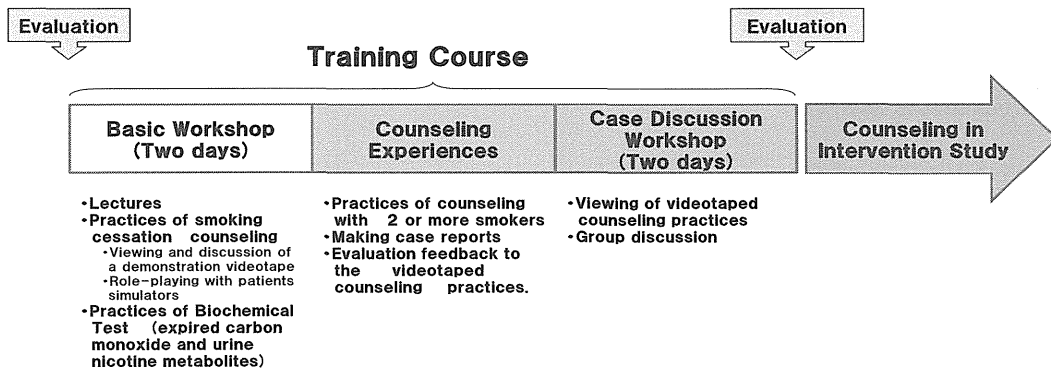 Evaluation
Evaluation
Training Course
Basic Workshop
(Two days)
Counseling
Experiences
Case Discussion
Workshop
(Two days)
Counseling in
Intervention Study
・Lectures
・Practices of smoking
cessation counseling
・Viewing and discussion of
a demonstration videotape
・Role-playing with patients
simulators
・Practices of Biochemical
Test (expired carbon
monoxide and urine
nicotine metabolites)
・Practices of counseling
with 2 or more smokers
・Making case reports
・Evaluation feedback to
the videotaped
counseling practices.
・Viewing of videotaped
counseling practices
・Group discussion